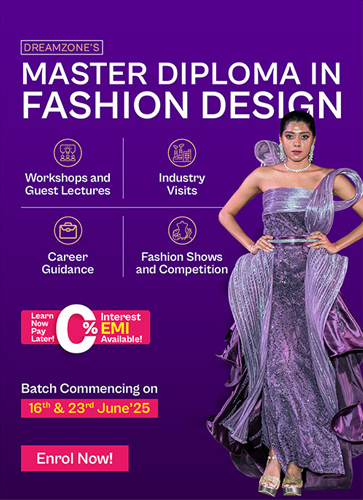 DREAMZONE'S
MASTER DIPLOMA IN
FASHION DESIGN
Workshops and
Guest Lectures
Industry
Visits
Career
Guidance
Fashion Shows
and Competition
Learn
Now
Pay
Later!
0%
Interest
EMI
Available!
Batch Commencing on
16th & 23rd June'25
Enrol Now!